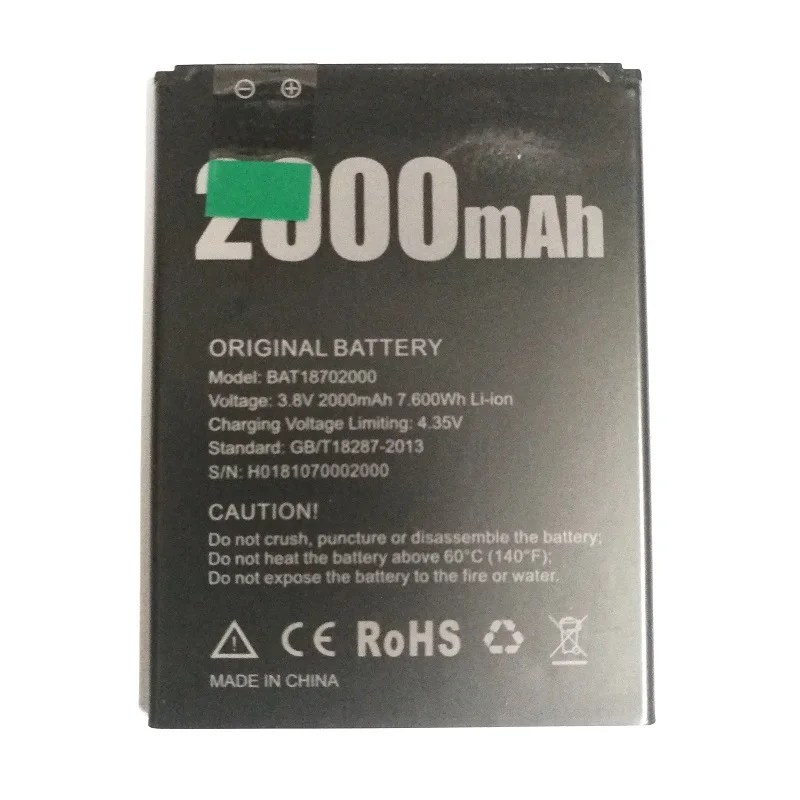 2000mAh
ORIGINAL BATTERY
Model: BAT18702000
Voltage: 3.8V 2000mAh 7.600Wh Li-ion
Charging Voltage Limiting: 4.35V
Standard: GB/T18287-2013
S/N: H0181070002000
CAUTION!
Do not crush, puncture or disassemble the battery;
Do not heat the battery above 60°C (140°F);
Do not expose the battery to the fire or water.
CE RoHS
MADE IN CHINA